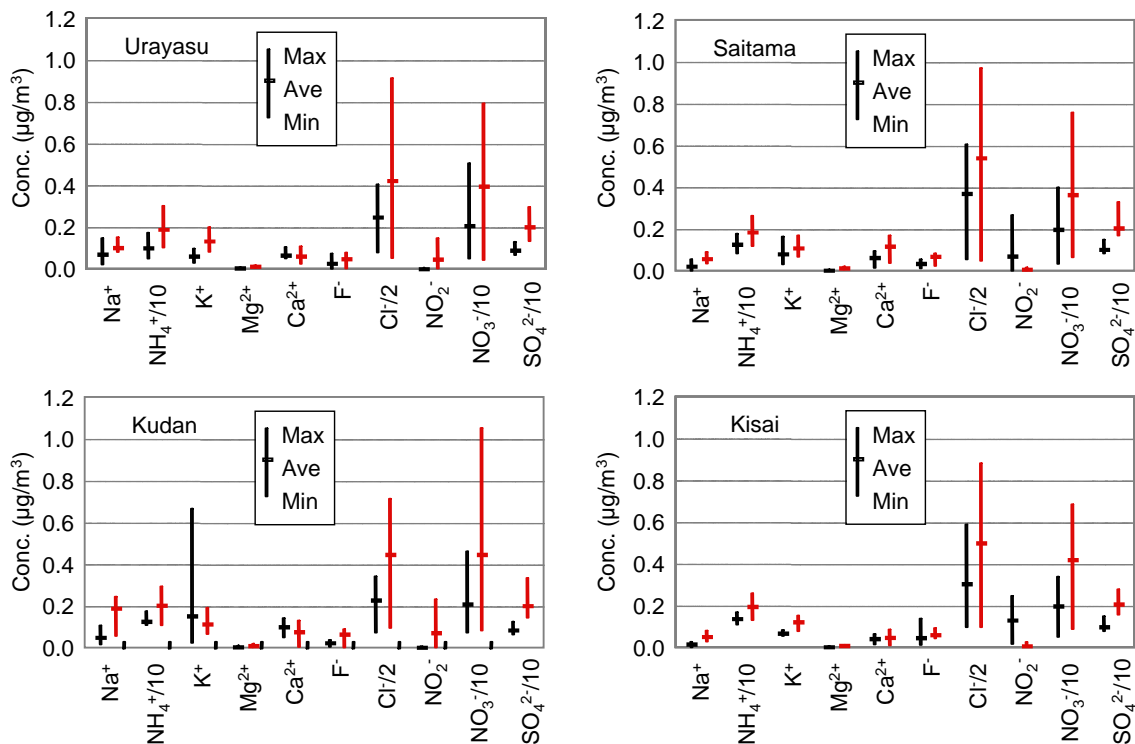 Urayasu
Max
Ave
Min
Conc. (µg/m³)
1.2
1.0
0.8
0.6
0.4
0.2
0.0
Na⁺
NH₄⁺/10
K⁺
Mg²⁺
Ca²⁺
F⁻
Cl⁻/2
NO₂⁻
NO₃⁻/10
SO₄²⁻/10
Saitama
Max
Ave
Min
Conc. (µg/m³)
1.2
1.0
0.8
0.6
0.4
0.2
0.0
Na⁺
NH₄⁺/10
K⁺
Mg²⁺
Ca²⁺
F⁻
Cl⁻/2
NO₂⁻
NO₃⁻/10
SO₄²⁻/10
Kudan
Max
Ave
Min
Conc. (µg/m³)
1.2
1.0
0.8
0.6
0.4
0.2
0.0
Na⁺
NH₄⁺/10
K⁺
Mg²⁺
Ca²⁺
F⁻
Cl⁻/2
NO₂⁻
NO₃⁻/10
SO₄²⁻/10
Kisai
Max
Ave
Min
Conc. (µg/m³)
1.2
1.0
0.8
0.6
0.4
0.2
0.0
Na⁺
NH₄⁺/10
K⁺
Mg²⁺
Ca²⁺
F⁻
Cl⁻/2
NO₂⁻
NO₃⁻/10
SO₄²⁻/10